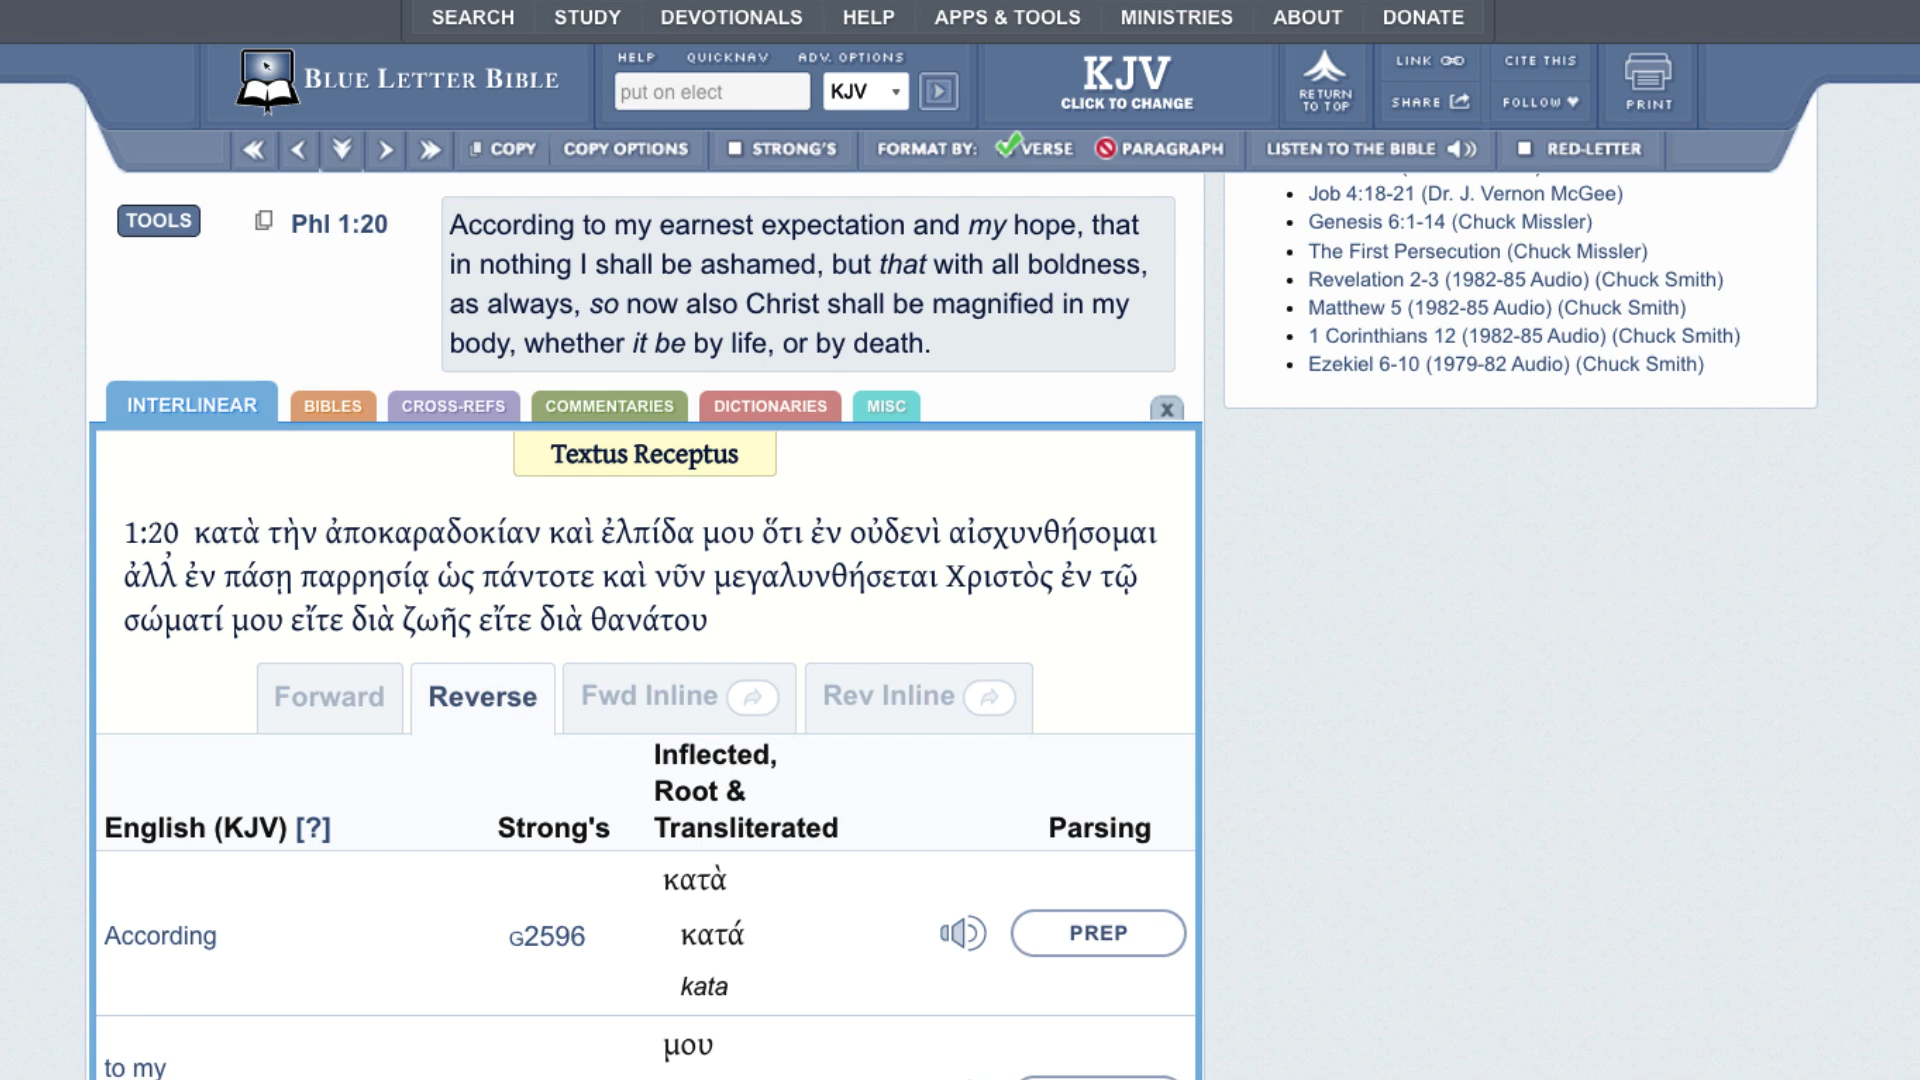 SEARCH STUDY DEVOTIONALS HELP APPS & TOOLS MINISTRIES ABOUT DONATE
BLUE LETTER BIBLE
HELP QUICKNAV ADV. OPTIONS
put on elect KJV
KJV
CLICK TO CHANGE
RETURN
TO TOP
LINK
SHARE
CITE THIS
FOLLOW
PRINT
COPY COPY OPTIONS STRONG'S FORMAT BY: VERSE PARAGRAPH LISTEN TO THE BIBLE RED-LETTER
TOOLS Phl 1:20
According to my earnest expectation and my hope, that
in nothing I shall be ashamed, but that with all boldness,
as always, so now also Christ shall be magnified in my
body, whether it be by life, or by death.
Job 4:18-21 (Dr. J. Vernon McGee)
Genesis 6:1-14 (Chuck Missler)
The First Persecution (Chuck Missler)
Revelation 2-3 (1982-85 Audio) (Chuck Smith)
Matthew 5 (1982-85 Audio) (Chuck Smith)
1 Corinthians 12 (1982-85 Audio) (Chuck Smith)
Ezekiel 6-10 (1979-82 Audio) (Chuck Smith)
INTERLINEAR BIBLES CROSS-REFS COMMENTARIES DICTIONARIES MISC X
Textus Receptus
1:20 κατὰ τὴν ἀποκαραδοκίαν καὶ ἐλπίδα μου ὅτι ἐν οὐδενὶ αἰσχυνθήσομαι
ἀλλ̓ ἐν πάσῃ παρρησίᾳ ὡς πάντοτε καὶ νῦν μεγαλυνθήσεται Χριστὸς ἐν τῷ
σώματί μου εἴτε διὰ ζωῆς εἴτε διὰ θανάτου
Forward Reverse Fwd Inline Rev Inline
English (KJV) [?] Strong's Inflected,
Root &
Transliterated Parsing
κατὰ
According G2596 κατά PREP
kata
μου
to my